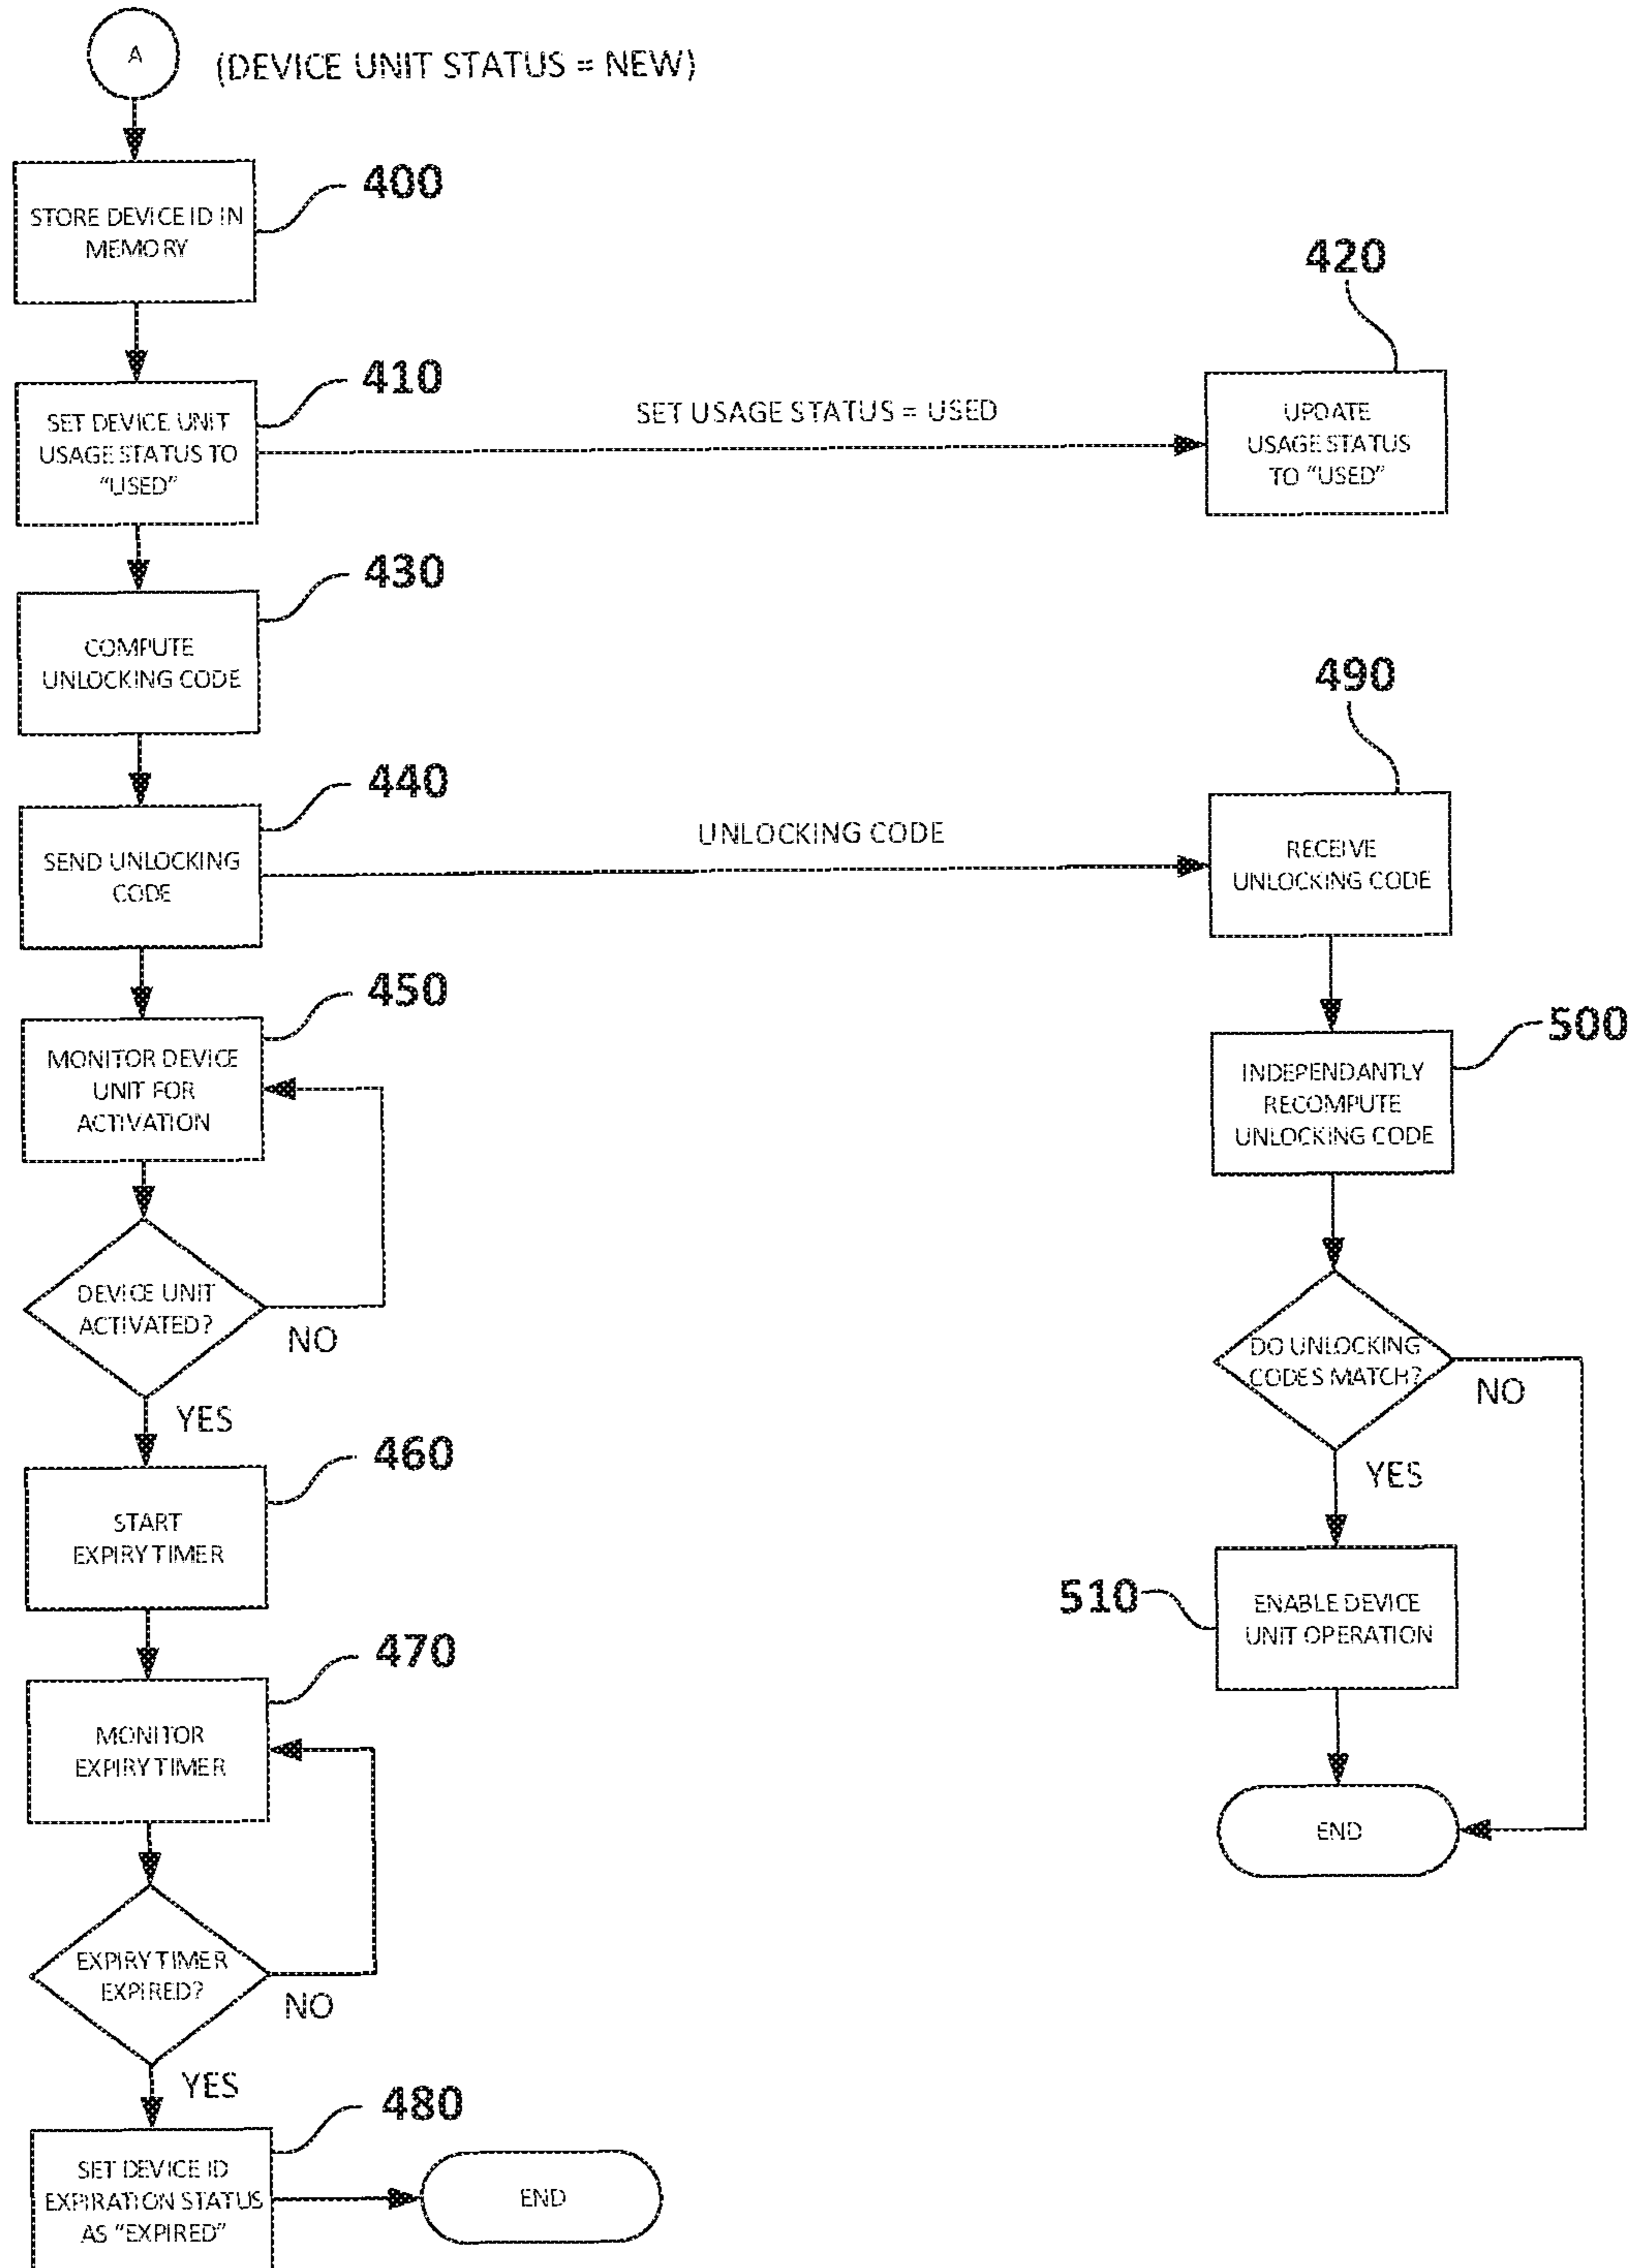 A
(DEVICE UNIT STATUS = NEW)
400
STORE DEVICE ID IN
MEMORY
420
410
SET DEVICE UNIT
USAGE STATUS TO
“USED”
SET USAGE STATUS = USED
UPDATE
USAGE STATUS
TO “USED”
430
COMPUTE
UNLOCKING CODE
490
440
SEND UNLOCKING
CODE
UNLOCKING CODE
RECEIVE
UNLOCKING CODE
450
MONITOR DEVICE
UNIT FOR
ACTIVATION
500
INDEPENDANTLY
RECOMPUTE
UNLOCKING CODE
DEVICE UNIT
ACTIVATED?
NO
YES
DO UNLOCKING
CODES MATCH?
NO
YES
460
START
EXPIRY TIMER
510
ENABLE DEVICE
UNIT OPERATION
470
MONITOR
EXPIRY TIMER
END
EXPIRY TIMER
EXPIRED?
NO
YES
480
SET DEVICE ID
EXPIRATION STATUS
AS “EXPIRED”
END